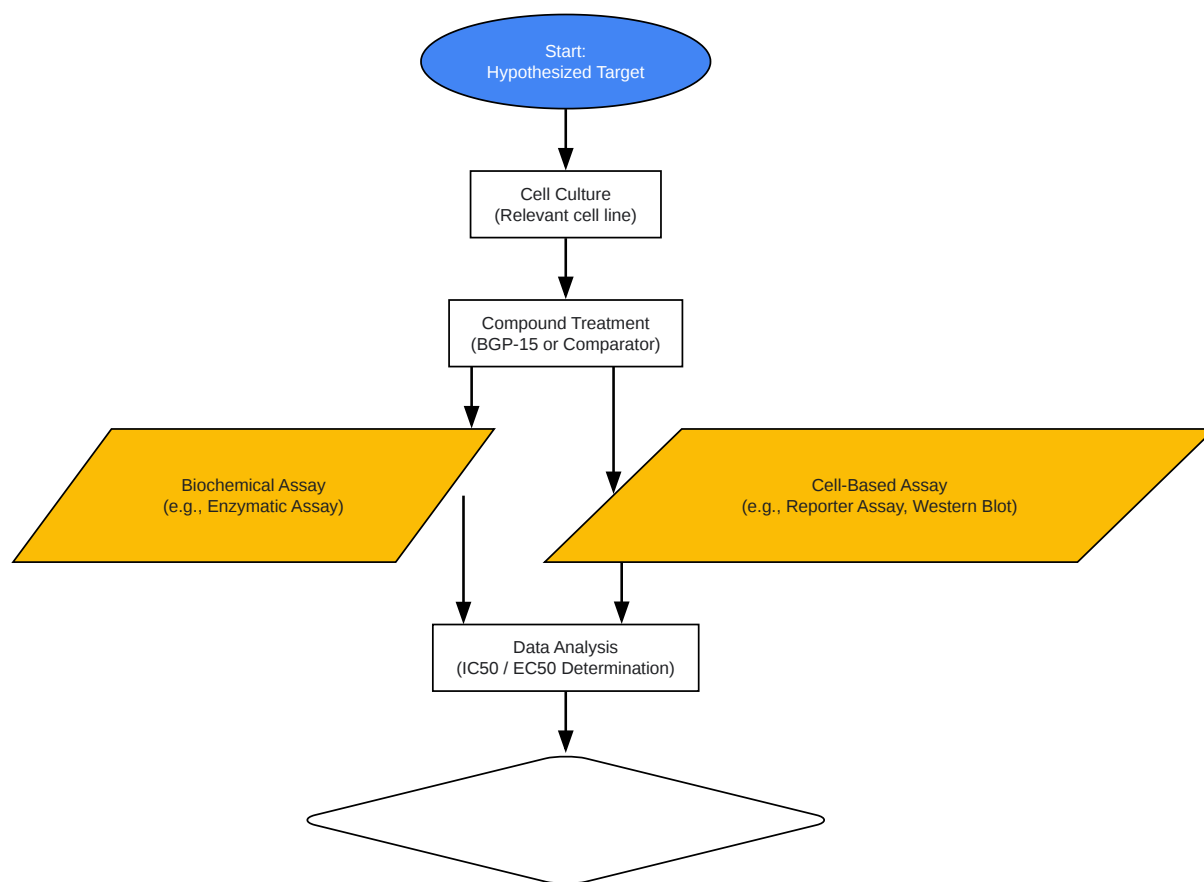 Start:
Hypothesized Target
Cell Culture
(Relevant cell line)
Compound Treatment
(BGP-15 or Comparator)
Biochemical Assay
(e.g., Enzymatic Assay)
Cell-Based Assay
(e.g., Reporter Assay, Western Blot)
Data Analysis
(IC50 / EC50 Determination)